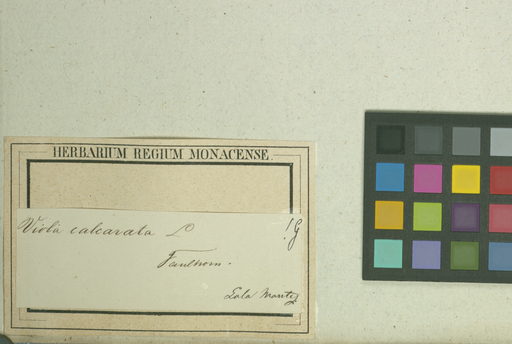 HERBARIUM REGIUM MONACENSE.
Viola calcarata L
!G
Faulhorn.
Lola Montez